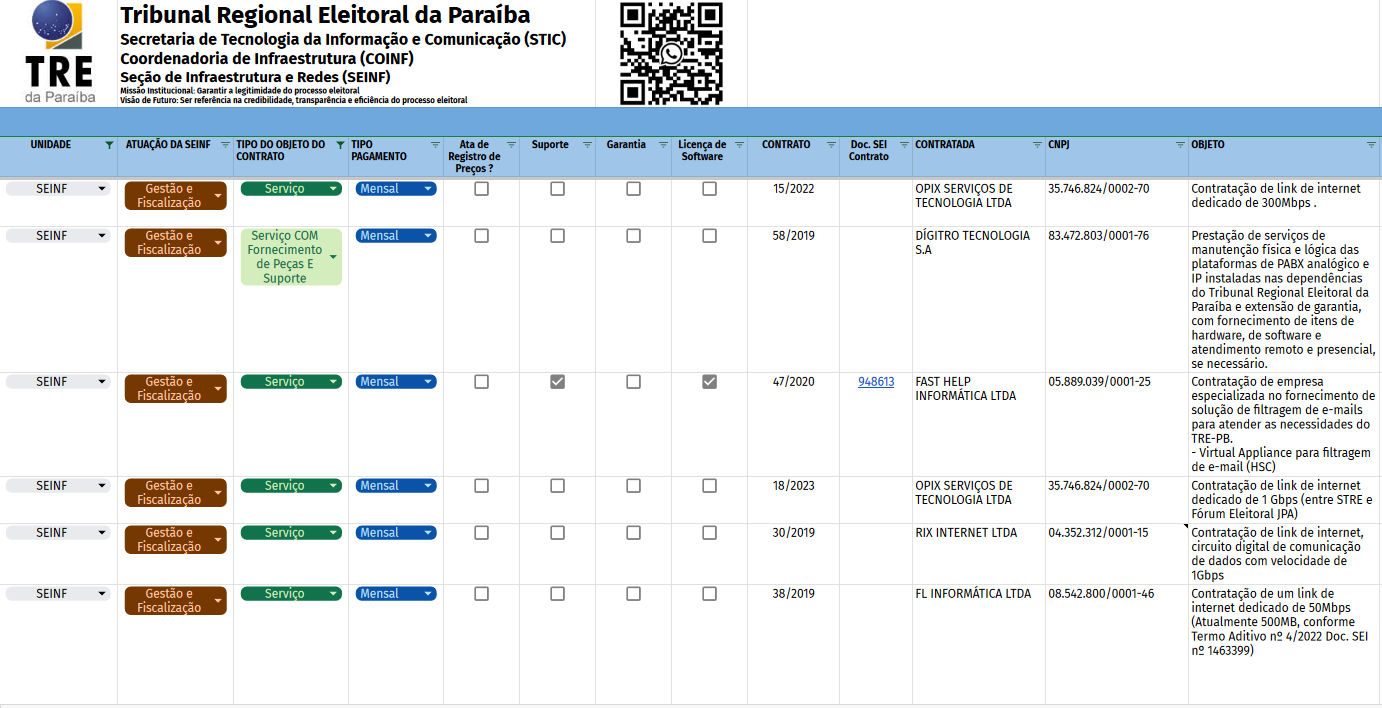 TRE
da Paraíba
Tribunal Regional Eleitoral da Paraíba
Secretaria de Tecnologia da Informação e Comunicação (STIC)
Coordenadoria de Infraestrutura (COINF)
Seção de Infraestrutura e Redes (SEINF)
Missão Institucional: Garantir a legitimidade do processo eleitoral
Visão de Futuro: Ser referência na credibilidade, transparência e eficiência do processo eleitoral
UNIDADE
ATUAÇÃO DA SEINF
TIPO DO OBJETO DO
CONTRATO
TIPO
PAGAMENTO
Ata de
Registro de
Preços ?
Suporte
Garantia
Licença de
Software
CONTRATO
Doc. SEI
Contrato
CONTRATADA
CNPJ
OBJETO
SEINF
Gestão e
Fiscalização
Serviço
Mensal
15/2022
OPIX SERVIÇOS DE
TECNOLOGIA LTDA
35.746.824/0002-70
Contratação de link de internet
dedicado de 300Mbps .
SEINF
Gestão e
Fiscalização
Serviço COM
Fornecimento
de Peças E
Suporte
Mensal
58/2019
DÍGITRO TECNOLOGIA
S.A
83.472.803/0001-76
Prestação de serviços de
manutenção física e lógica das
plataformas de PABX analógico e
IP instaladas nas dependências
do Tribunal Regional Eleitoral da
Paraíba e extensão de garantia,
com fornecimento de itens de
hardware, de software e
atendimento remoto e presencial,
se necessário.
SEINF
Gestão e
Fiscalização
Serviço
Mensal
47/2020
948613
FAST HELP
INFORMÁTICA LTDA
05.889.039/0001-25
Contratação de empresa
especializada no fornecimento de
solução de filtragem de e-mails
para atender as necessidades do
TRE-PB.
- Virtual Appliance para filtragem
de e-mail (HSC)
SEINF
Gestão e
Fiscalização
Serviço
Mensal
18/2023
OPIX SERVIÇOS DE
TECNOLOGIA LTDA
35.746.824/0002-70
Contratação de link de internet
dedicado de 1 Gbps (entre STRE e
Fórum Eleitoral JPA)
SEINF
Gestão e
Fiscalização
Serviço
Mensal
30/2019
RIX INTERNET LTDA
04.352.312/0001-15
Contratação de link de internet,
circuito digital de comunicação
de dados com velocidade de
1Gbps
SEINF
Gestão e
Fiscalização
Serviço
Mensal
38/2019
FL INFORMÁTICA LTDA
08.542.800/0001-46
Contratação de um link de
internet dedicado de 50Mbps
(Atualmente 500MB, conforme
Termo Aditivo nº 4/2022 Doc. SEI
nº 1463399)